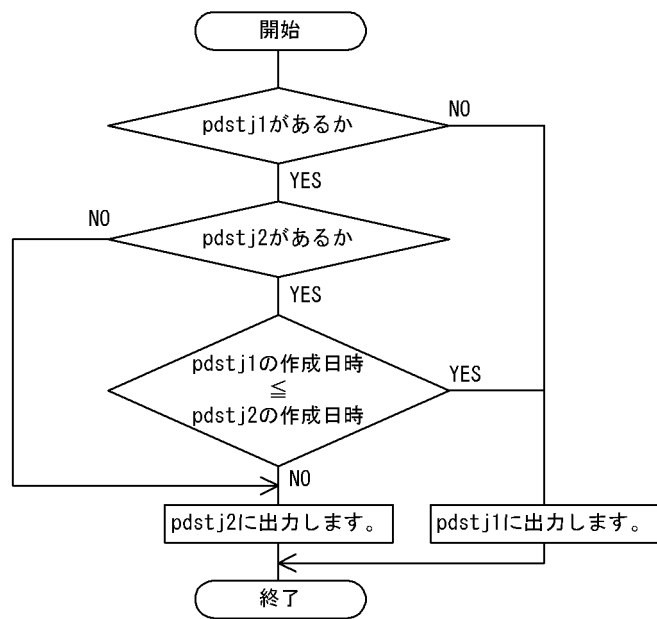 開始
pdstj1があるか
NO
YES
NO
pdstj2があるか
YES
pdstj1の作成日時
≦
pdstj2の作成日時
YES
NO
pdstj2に出力します。
pdstj1に出力します。
終了